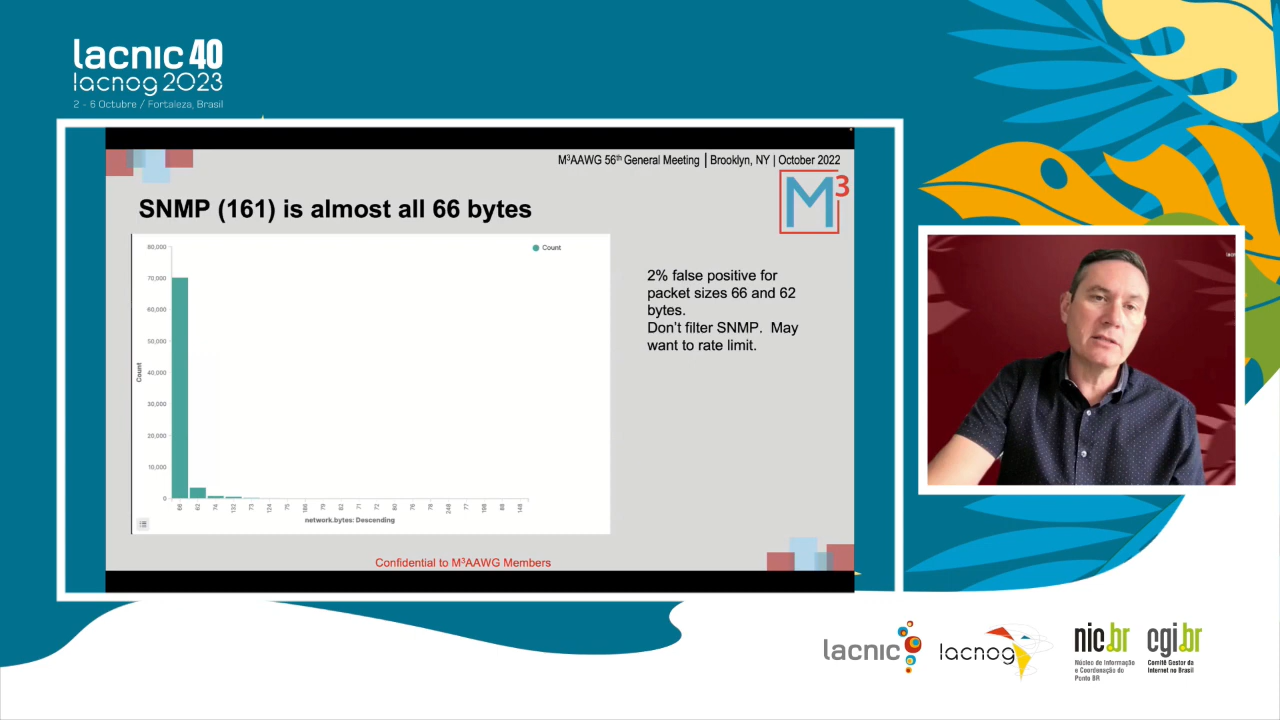 lacnic 40
lacnog 2023
2 - 6 Octubre / Fortaleza, Brasil
M³AAWG 56th General Meeting | Brooklyn, NY | October 2022
M3
SNMP (161) is almost all 66 bytes
Count
80,000
70,000
60,000
50,000
40,000
30,000
20,000
10,000
0
Count
66
62
74
132
73
124
75
186
79
82
71
72
80
76
78
248
77
198
88
148
network.bytes: Descending
2% false positive for
packet sizes 66 and 62
bytes.
Don't filter SNMP. May
want to rate limit.
Confidential to M³AAWG Members
lacnic
lacnog
nic.br
Núcleo de Informação
e Coordenação do
Ponto BR
cgi.br
Comitê Gestor da
Internet no Brasil